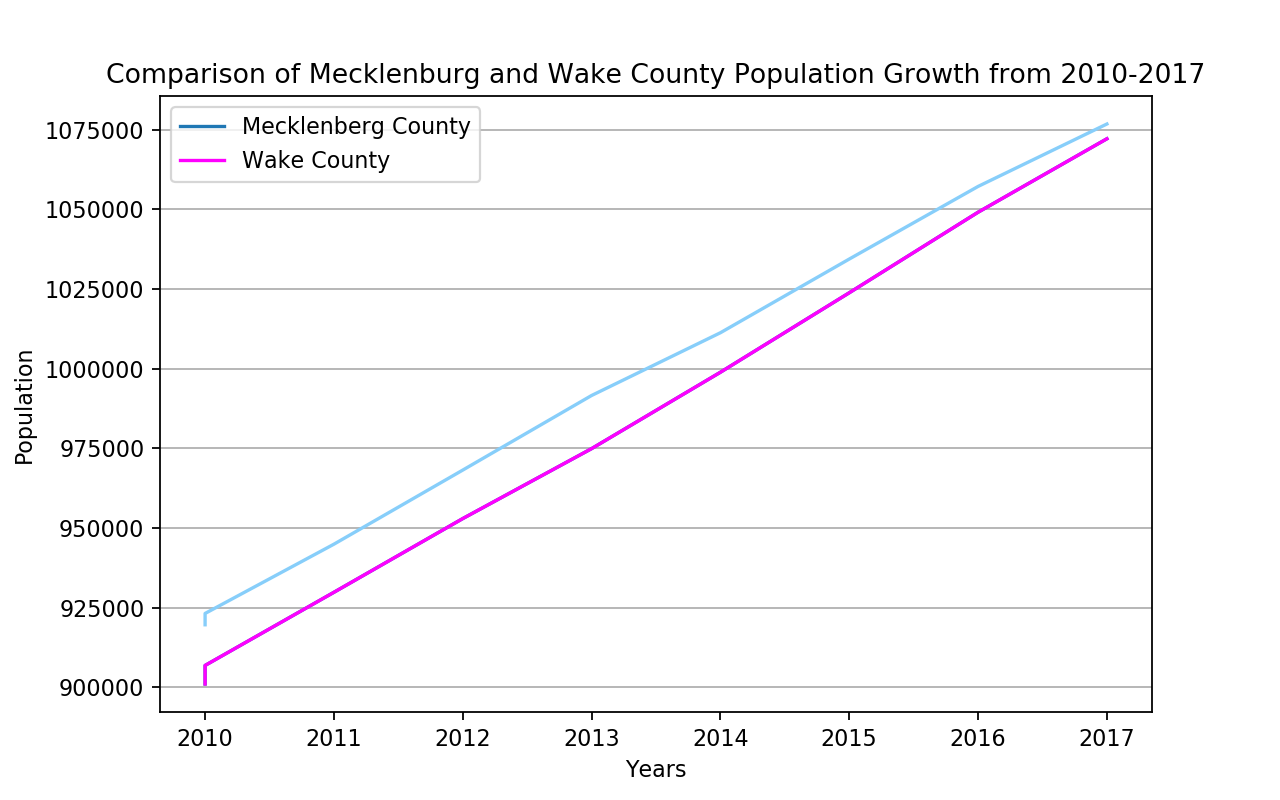 Comparison of Mecklenburg and Wake County Population Growth from 2010-2017
Mecklenberg County
Wake County
Population
1075000
1050000
1025000
1000000
975000
950000
925000
900000
2010 2011 2012 2013 2014 2015 2016 2017
Years